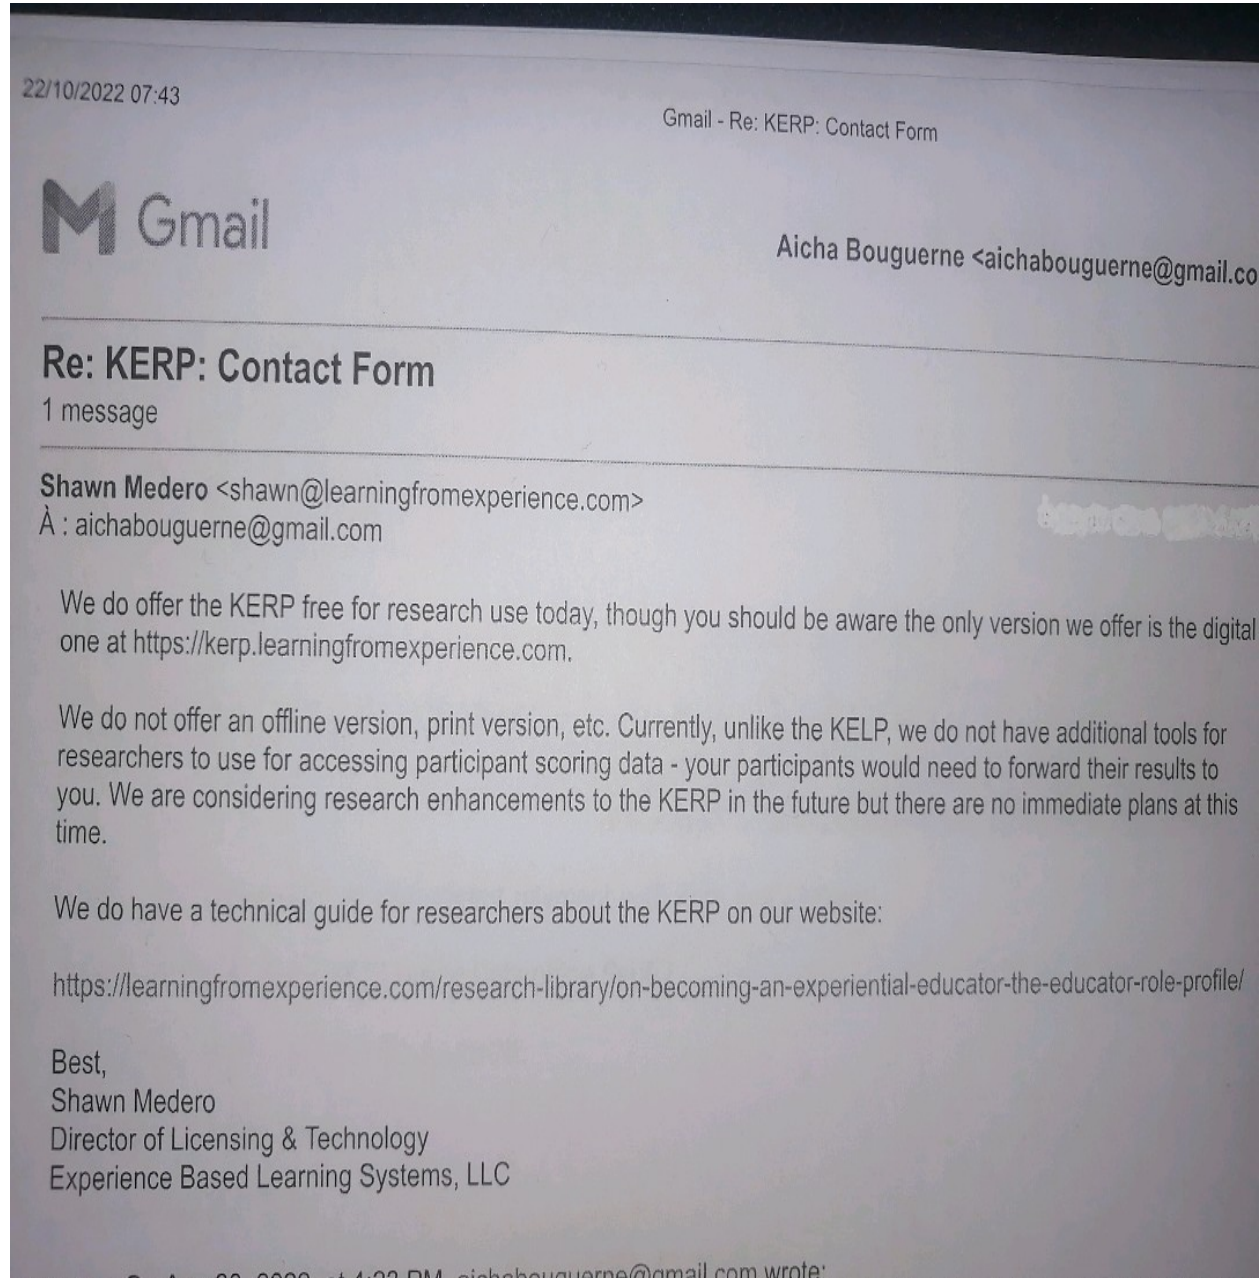 22/10/2022 07:43
Gmail - Re: KERP: Contact Form
M Gmail
Aicha Bouguerne <aichabouguerne@gmail.co
Re: KERP: Contact Form
1 message
Shawn Medero <shawn@learningfromexperience.com>
À : aichabouguerne@gmail.com
We do offer the KERP free for research use today, though you should be aware the only version we offer is the digital
one at https://kerp.learningfromexperience.com.
We do not offer an offline version, print version, etc. Currently, unlike the KELP, we do not have additional tools for
researchers to use for accessing participant scoring data - your participants would need to forward their results to
you. We are considering research enhancements to the KERP in the future but there are no immediate plans at this
time.
We do have a technical guide for researchers about the KERP on our website:
https://learningfromexperience.com/research-library/on-becoming-an-experiential-educator-the-educator-role-profile/
Best,
Shawn Medero
Director of Licensing & Technology
Experience Based Learning Systems, LLC
at 4:22 PM, aichabouguerne@gmail.com wrote: